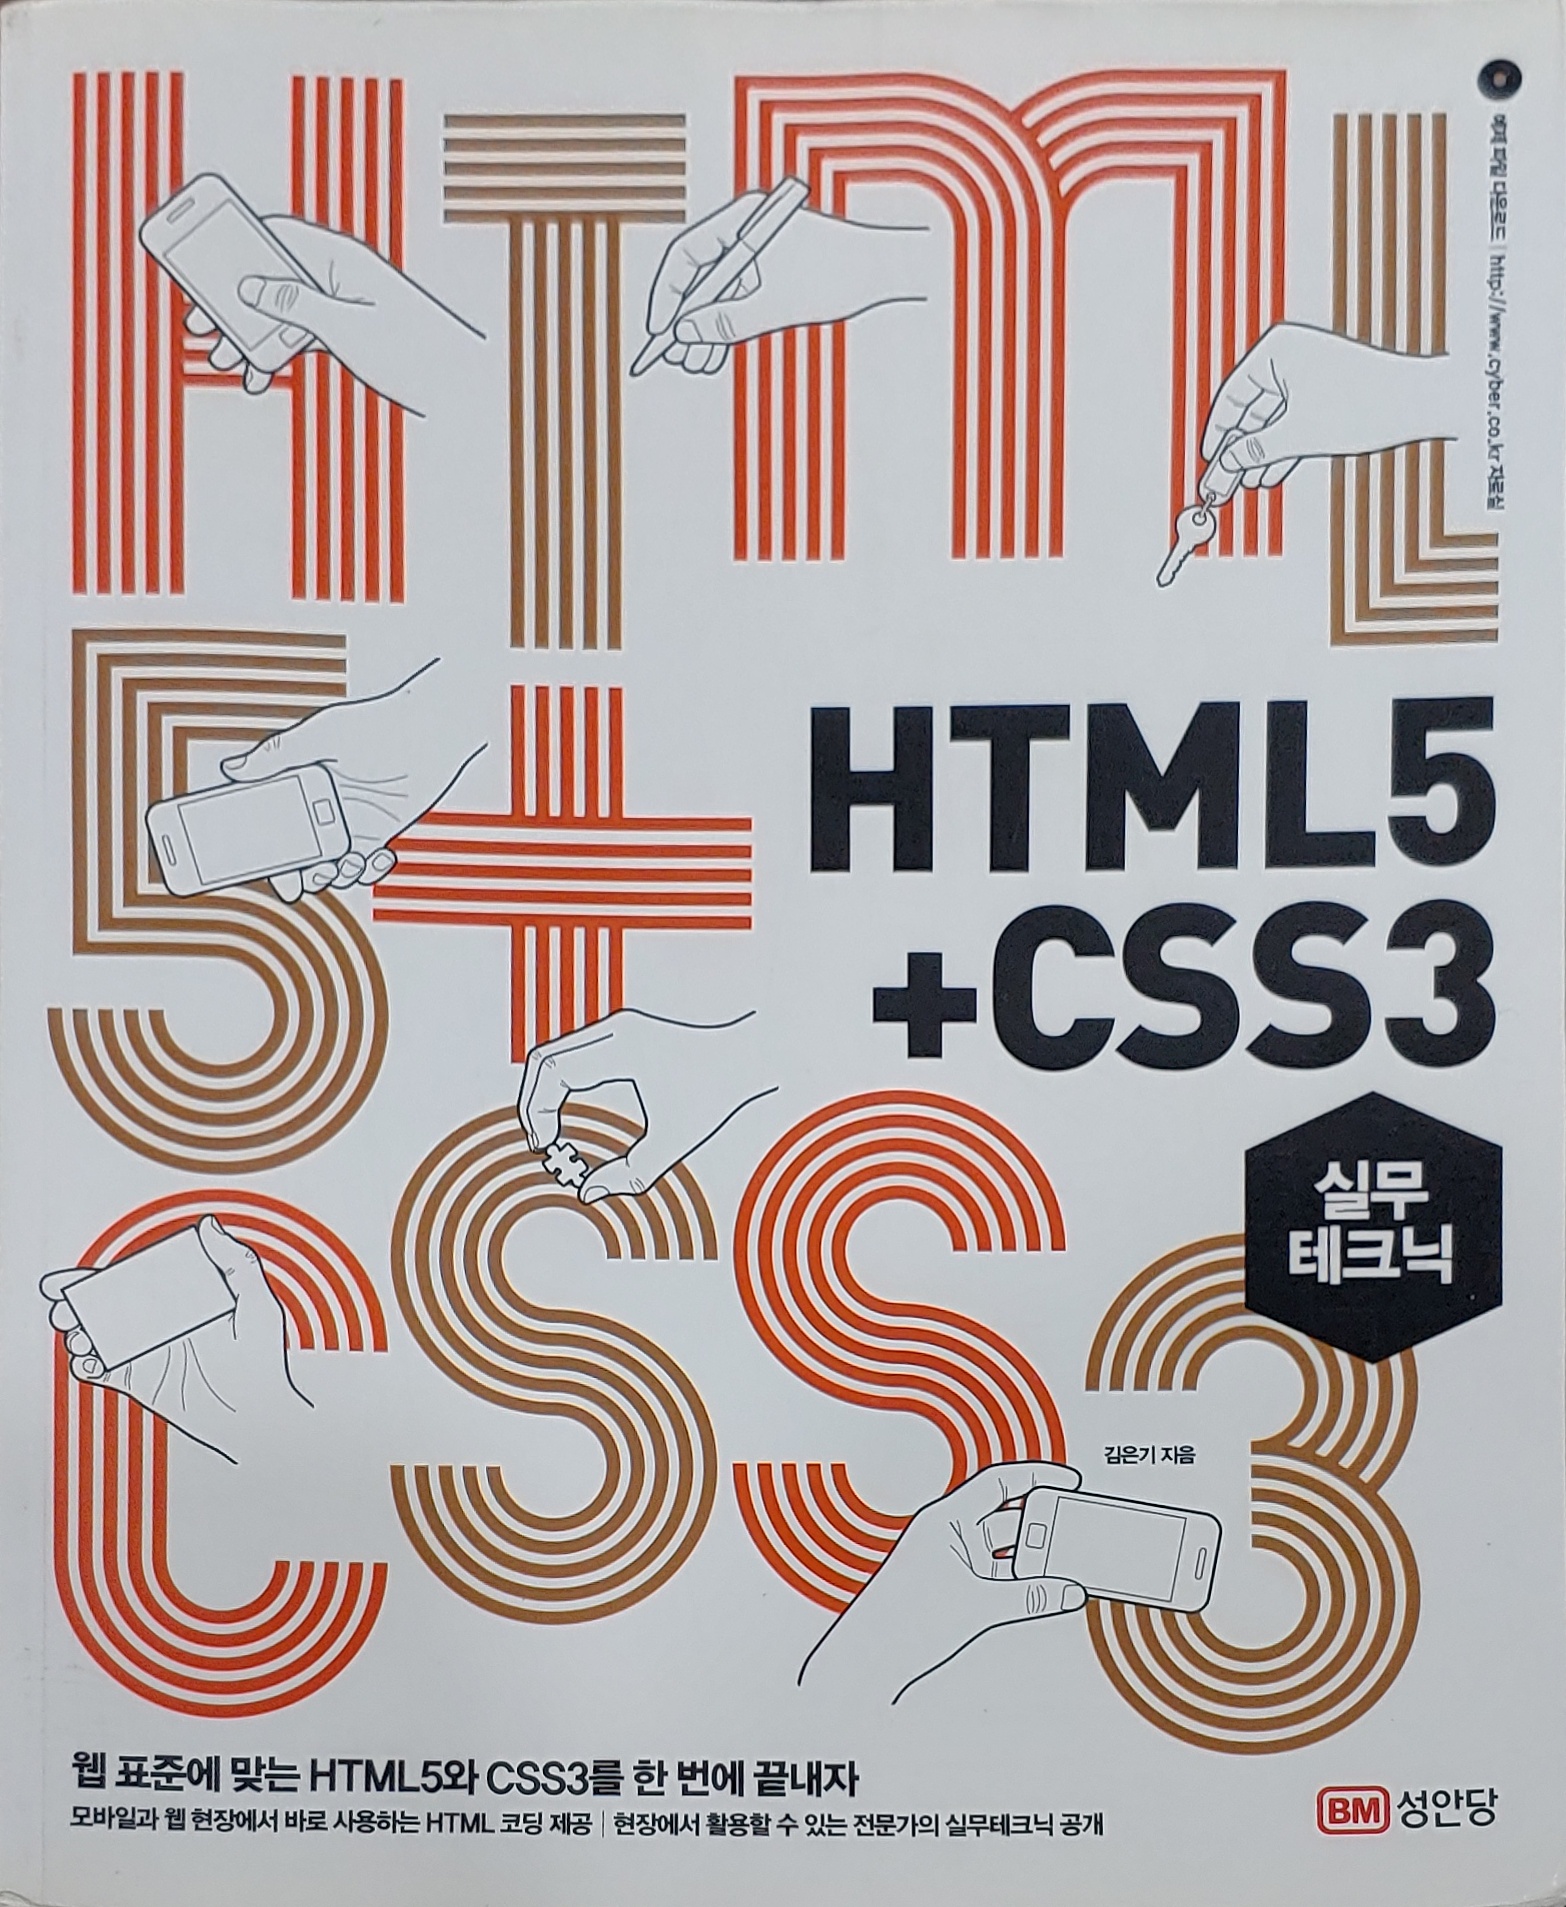 HTML
예제 파일 다운로드 | http://www.cyber.co.kr 자료실
5+
CSS3
HTML5
+CSS3
실무
테크닉
김은기 지음
웹 표준에 맞는 HTML5와 CSS3를 한 번에 끝내자
모바일과 웹 현장에서 바로 사용하는 HTML 코딩 제공 | 현장에서 활용할 수 있는 전문가의 실무테크닉 공개
BM 성안당